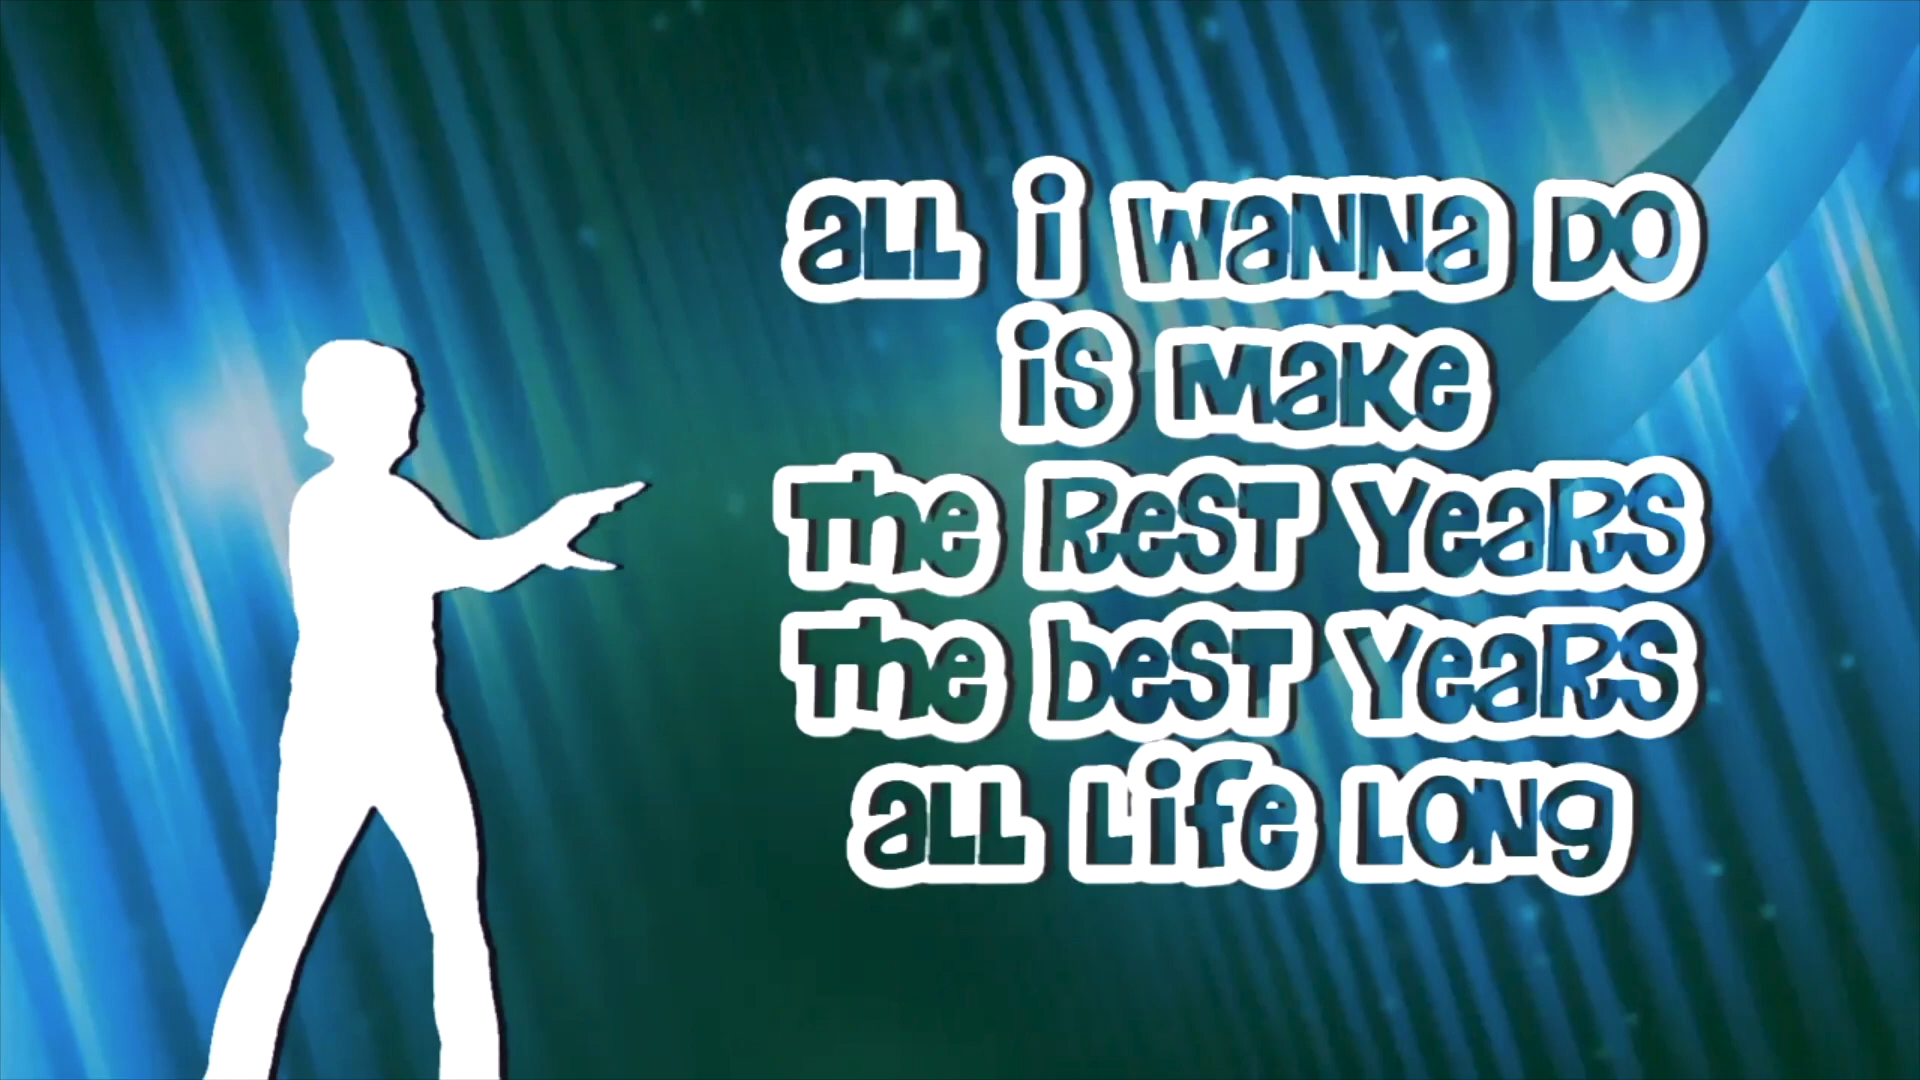 all i wanna do
is make
the rest years
the best years
all life long